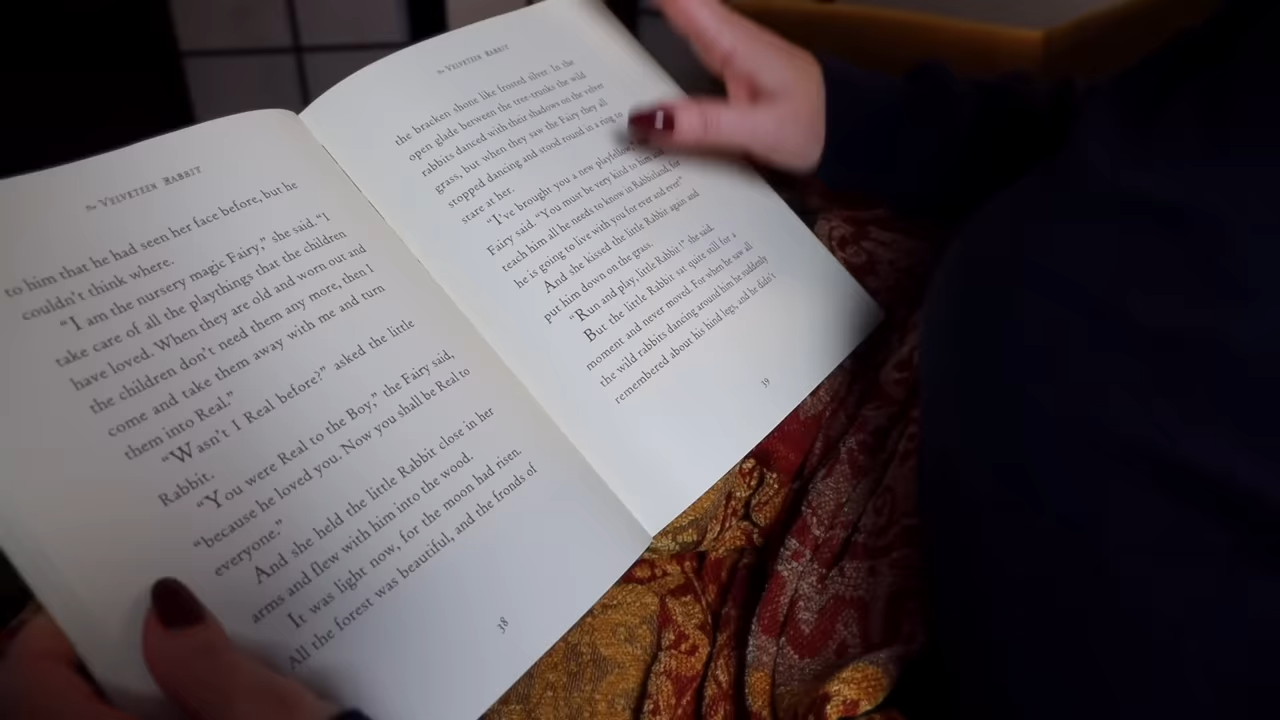 The VELVETEEN RABBIT
to him that he had seen her face before, but he
couldn't think where.
"I am the nursery magic Fairy," she said. "I
take care of all the playthings that the children
have loved. When they are old and worn out and
the children don't need them any more, then I
come and take them away with me and turn
them into Real."
"Wasn't I Real before?" asked the little
Rabbit.
"You were Real to the Boy," the Fairy said,
"because he loved you. Now you shall be Real to
everyone."
And she held the little Rabbit close in her
arms and flew with him into the wood.
It was light now, for the moon had risen.
All the forest was beautiful, and the fronds of
38
The VELVETEEN RABBIT
the bracken shone like frosted silver. In the
open glade between the tree-trunks the wild
rabbits danced with their shadows on the velvet
grass, but when they saw the Fairy they all
stopped dancing and stood round in a ring to
stare at her.
"I've brought you a new playfellow," the
Fairy said. "You must be very kind to him and
teach him all he needs to know in Rabbitland, for
he is going to live with you for ever and ever!"
And she kissed the little Rabbit again and
put him down on the grass.
"Run and play, little Rabbit!" she said.
But the little Rabbit sat quite still for a
moment and never moved. For when he saw all
the wild rabbits dancing around him he suddenly
remembered about his hind legs, and he didn't
39